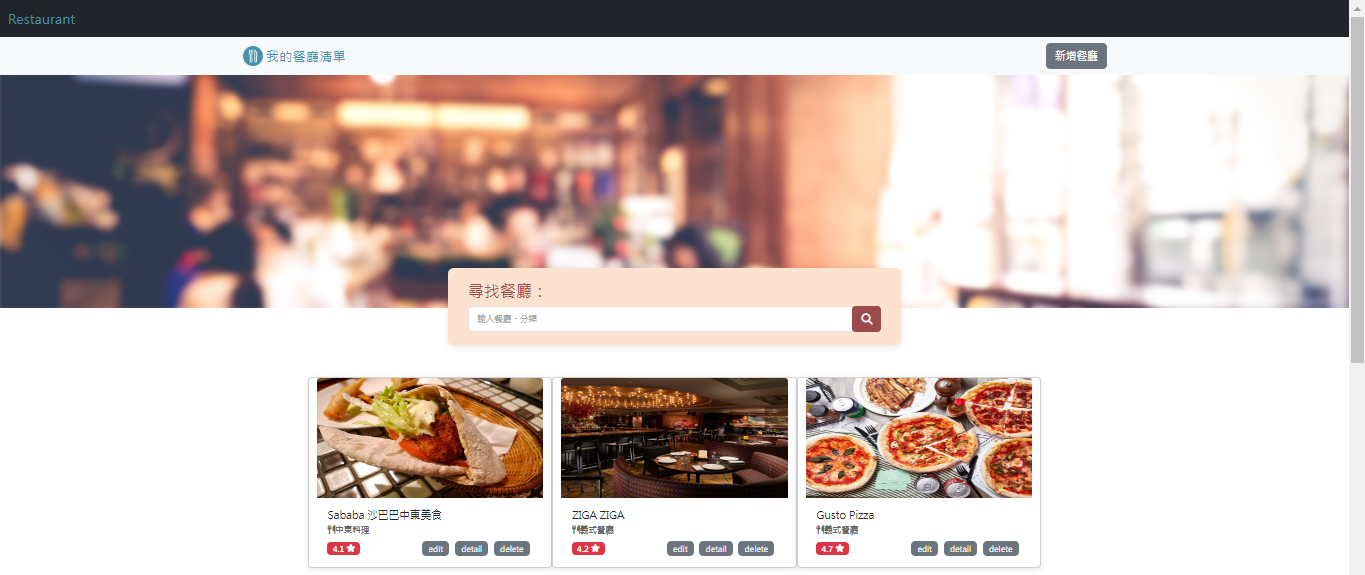 Restaurant
我的餐廳清單
新增餐廳
尋找餐廳：
輸入餐廳、分類
Sababa 沙巴巴中東美食
中東料理
4.1
edit
detail
delete
ZIGA ZIGA
義式餐廳
4.2
edit
detail
delete
Gusto Pizza
義式餐廳
4.7
edit
detail
delete